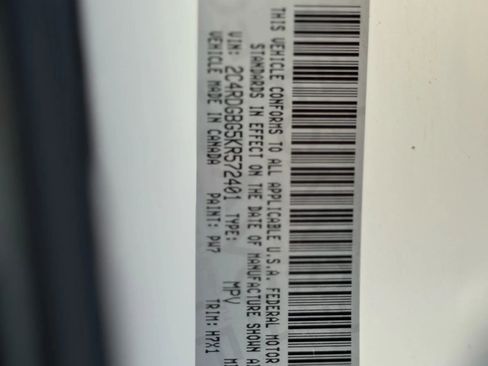 THIS VEHICLE CONFORMS TO ALL APPLICABLE U.S.A. FEDERAL MOTOR
STANDARDS IN EFFECT ON THE DATE OF MANUFACTURE SHOWN A
VIN: 2C4RDGBG5KR572401 TYPE: MPV
VEHICLE MADE IN CANADA PAINT: PW7 TRIM: H7X1